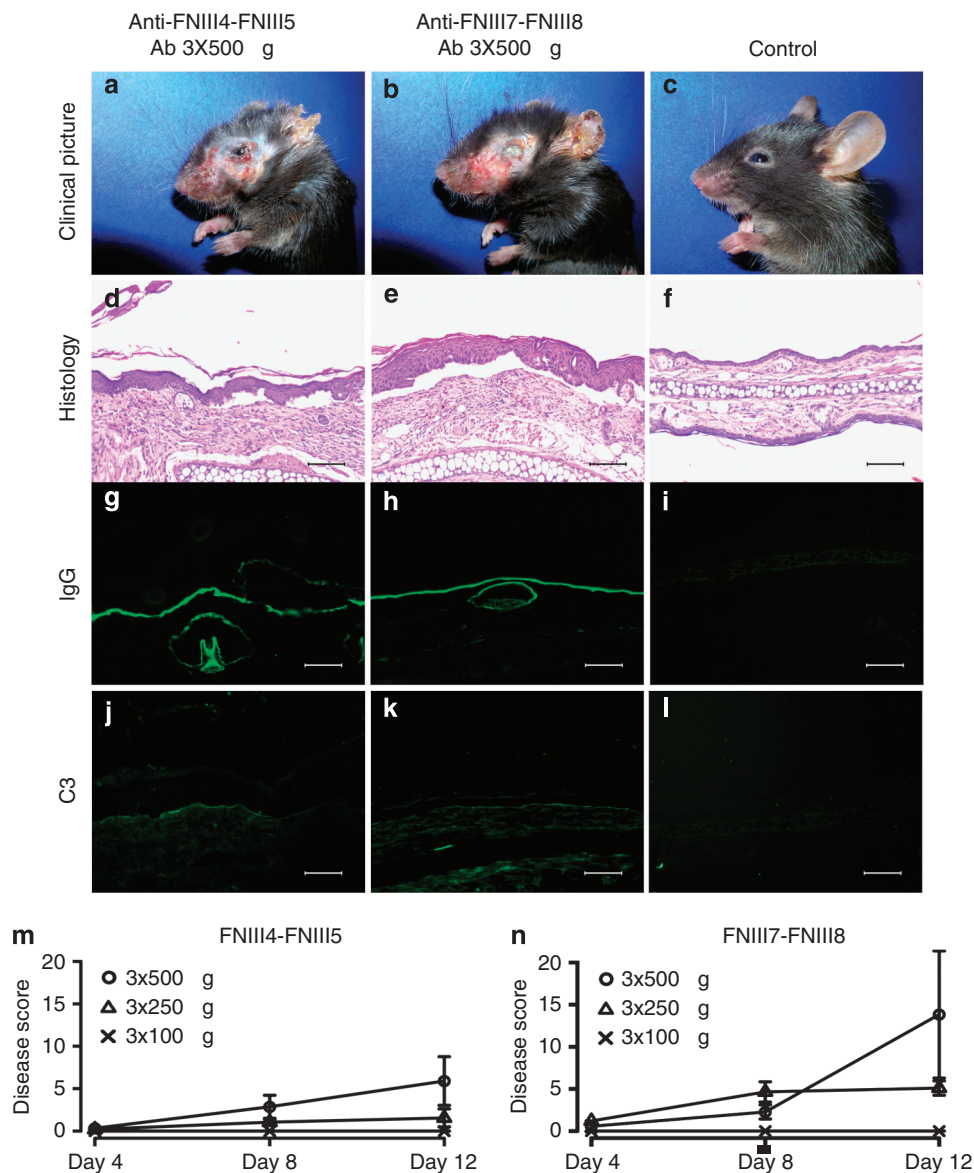 Anti-FNIII4-FNIII5
Ab 3X500 g
Anti-FNIII7-FNIII8
Ab 3X500 g
Control
Clinical picture
a
b
c
Histology
d
e
f
IgG
g
h
i
C3
j
k
l
m
FNIII4-FNIII5
Disease score
20
15
10
5
0
3x500 g
3x250 g
3x100 g
Day 4
Day 8
Day 12
n
FNIII7-FNIII8
Disease score
20
15
10
5
0
3x500 g
3x250 g
3x100 g
Day 4
Day 8
Day 12